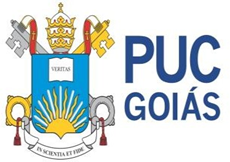 VERITAS
IN SCIENTIA ET FIDE
PUC
GOIÁS